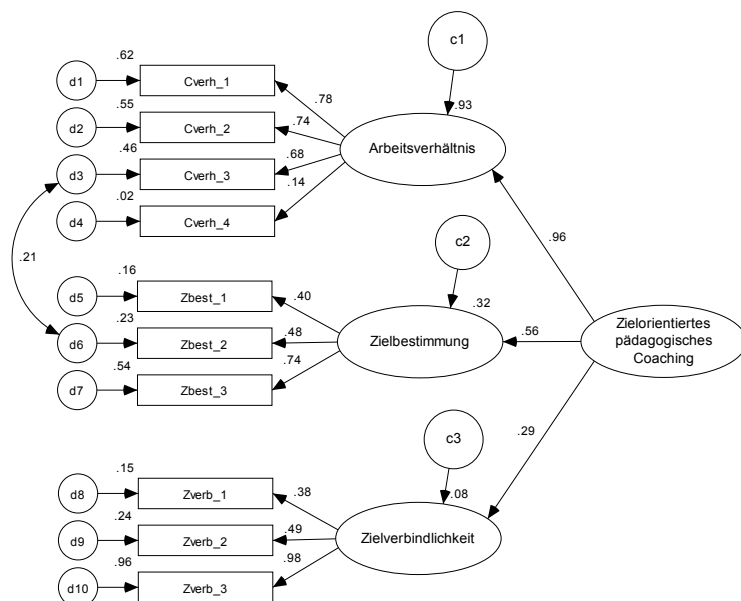 c1
.62
d1
Cverh_1
.78
.93
.55
d2
Cverh_2
.74
Arbeitsverhältnis
.46
d3
Cverh_3
.68
.02
d4
Cverh_4
.14
.96
.21
c2
.16
d5
Zbest_1
.40
.32
.23
d6
Zbest_2
.48
Zielbestimmung
.56
Zielorientiertes
pädagogisches
Coaching
.54
d7
Zbest_3
.74
c3
.29
.15
d8
Zverb_1
.38
.08
.24
d9
Zverb_2
.49
Zielverbindlichkeit
.96
d10
Zverb_3
.98